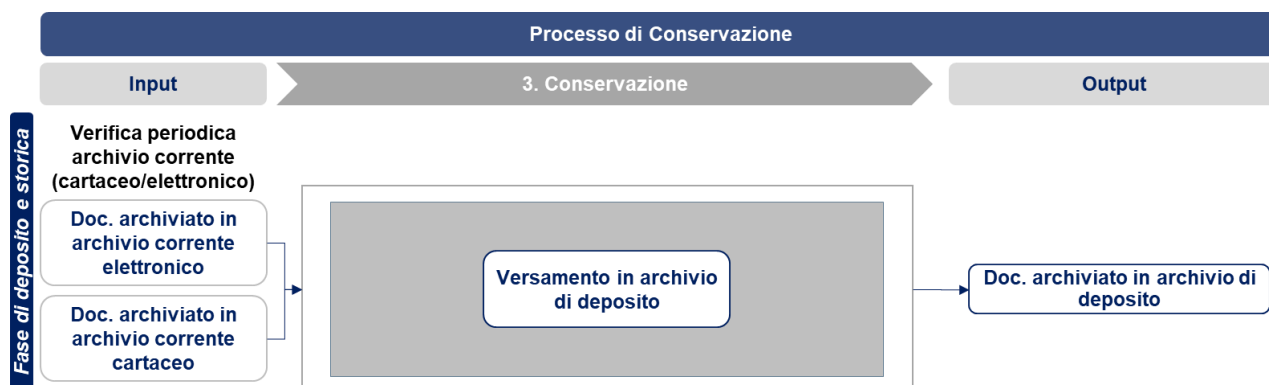 Processo di Conservazione
Input
3. Conservazione
Output
Fase di deposito e storica
Verifica periodica
archivio corrente
(cartaceo/elettronico)
Doc. archiviato in
archivio corrente
elettronico
Doc. archiviato in
archivio corrente
cartaceo
Versamento in archivio
di deposito
Doc. archiviato in archivio di
deposito